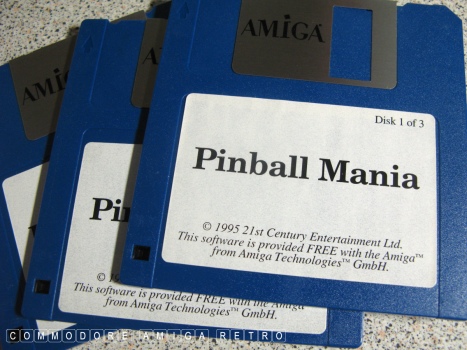 AMIGA
Disk 1 of 3
Pinball Mania
© 1995 21st Century Entertainment Ltd.
This software is provided FREE with the Amiga™
from Amiga Technologies™ GmbH.
AMIGA
Pin
© 19
This software is provided FREE with the Amiga
from Amiga Technologies™ GmbH.
AMIGA
COMMODORE AMIGA RETRO